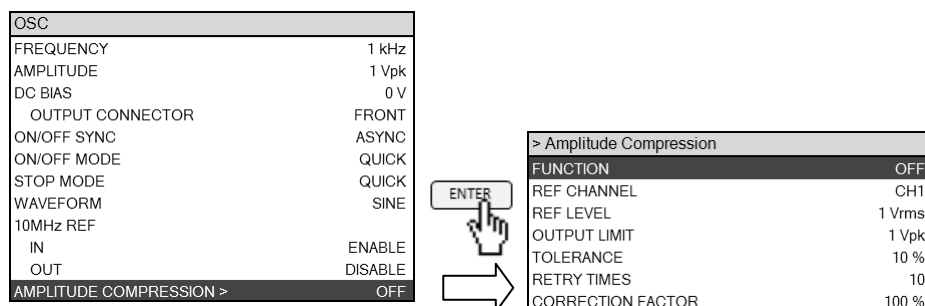 OSC
FREQUENCY 1 kHz
AMPLITUDE 1 Vpk
DC BIAS 0 V
OUTPUT CONNECTOR FRONT
ON/OFF SYNC ASYNC
ON/OFF MODE QUICK
STOP MODE QUICK
WAVEFORM SINE
10MHz REF
IN ENABLE
OUT DISABLE
AMPLITUDE COMPRESSION > OFF
ENTER
> Amplitude Compression
FUNCTION OFF
REF CHANNEL CH1
REF LEVEL 1 Vrms
OUTPUT LIMIT 1 Vpk
TOLERANCE 10 %
RETRY TIMES 10
CORRECTION FACTOR 100 %